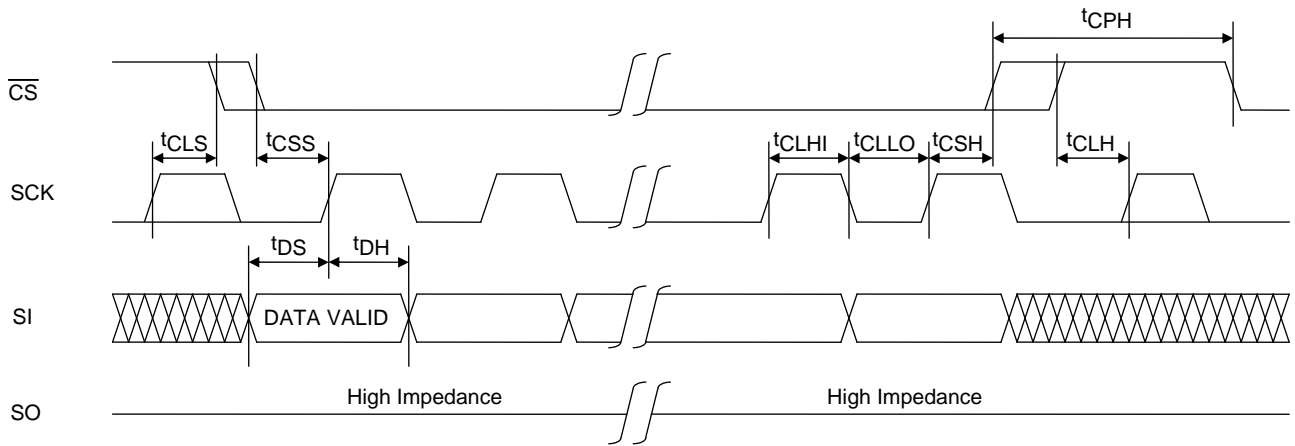 tCPH
CS
tCLS
tCSS
tCLHI
tCLLO
tCSH
tCLH
SCK
tDS
tDH
SI
DATA VALID
High Impedance
High Impedance
SO